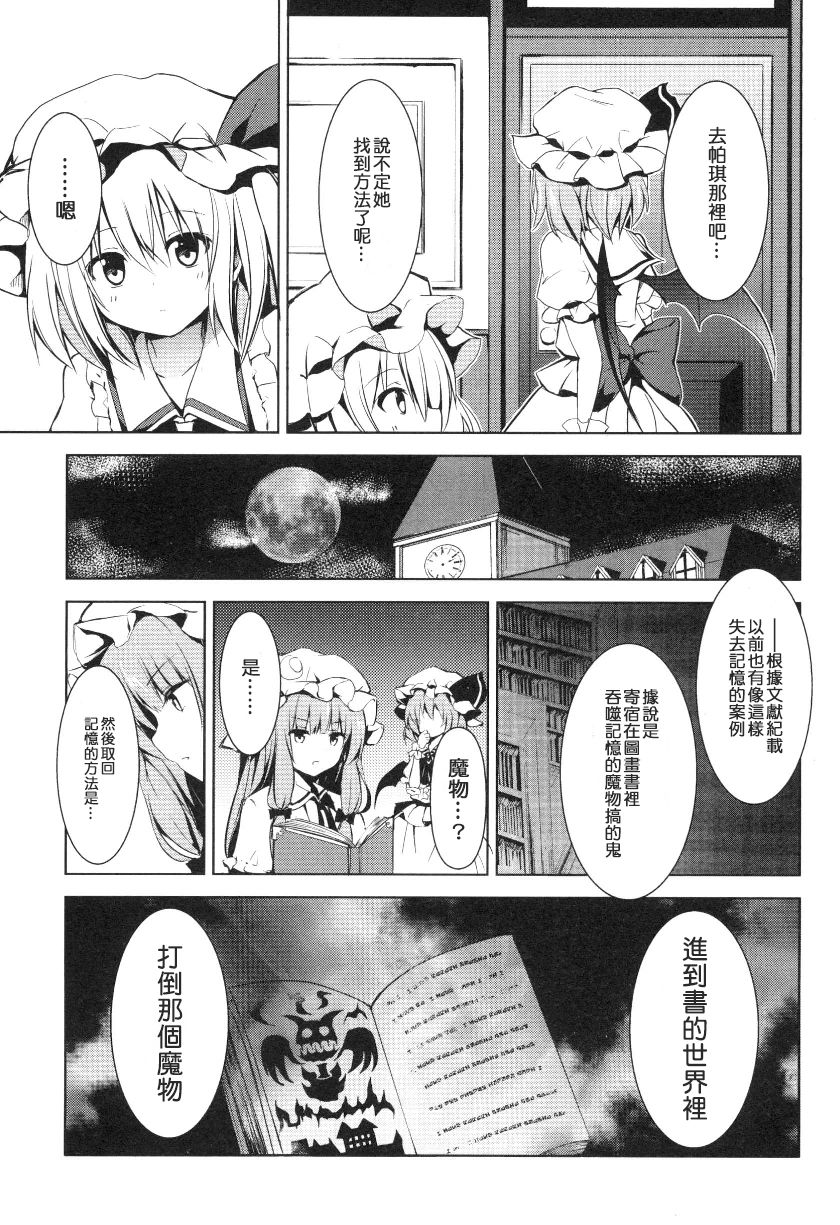 去帕琪那裡吧…
說不定她
找到方法了呢…
……嗯
——根據文獻紀載
以前也有像這樣
失去記憶的案例
據說是
寄宿在圖畫書裡
吞噬記憶的魔物搞的鬼
魔物…？
是……
然後取回
記憶的方法是…
進到書的世界裡
打倒那個魔物